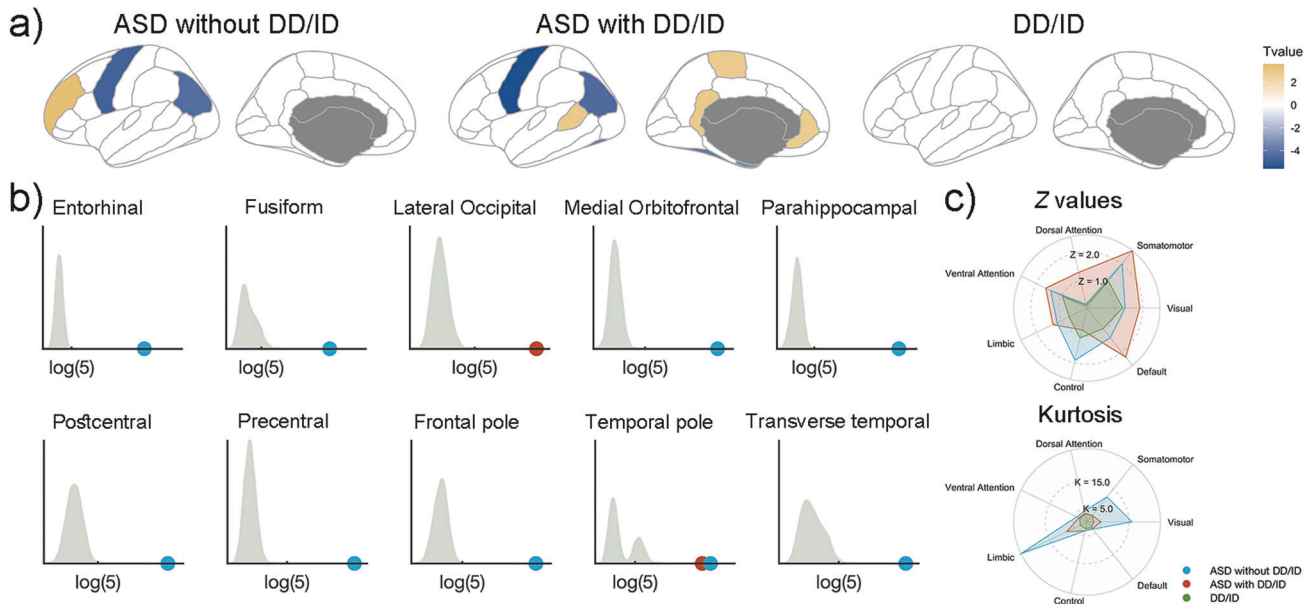 a)
ASD without DD/ID
ASD with DD/ID
DD/ID
Tvalue
2
0
-2
-4
b)
Entorhinal
Fusiform
Lateral Occipital
Medial Orbitofrontal
Parahippocampal
log(5)
log(5)
log(5)
log(5)
log(5)
Postcentral
Precentral
Frontal pole
Temporal pole
Transverse temporal
log(5)
log(5)
log(5)
log(5)
log(5)
c)
Z values
Dorsal Attention
Somatomotor
Z = 2.0
Ventral Attention
Z = 1.0
Visual
Limbic
Default
Control
Kurtosis
Dorsal Attention
Somatomotor
K = 15.0
Ventral Attention
K = 5.0
Visual
Limbic
Default
Control
ASD without DD/ID
ASD with DD/ID
DD/ID